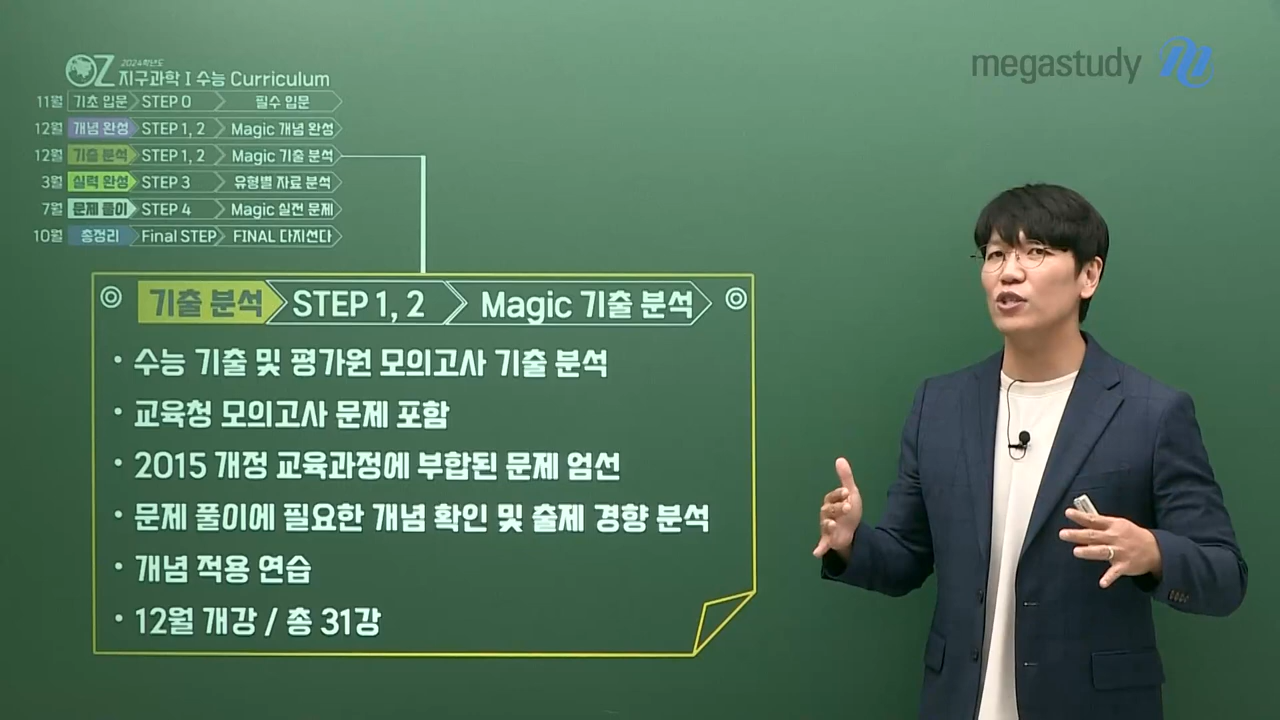 megastudy
OZ 2024학년도 지구과학 I 수능 Curriculum
11월 기초 입문 STEP 0 필수 입문
12월 개념 완성 STEP 1, 2 Magic 개념 완성
12월 기출 분석 STEP 1, 2 Magic 기출 분석
3월 실력 완성 STEP 3 유형별 자료 분석
7월 문제 풀이 STEP 4 Magic 실전 문제
10월 총정리 Final STEP FINAL 다지선다
기출 분석 STEP 1, 2 Magic 기출 분석
• 수능 기출 및 평가원 모의고사 기출 분석
• 교육청 모의고사 문제 포함
• 2015 개정 교육과정에 부합된 문제 엄선
• 문제 풀이에 필요한 개념 확인 및 출제 경향 분석
• 개념 적용 연습
• 12월 개강 / 총 31강